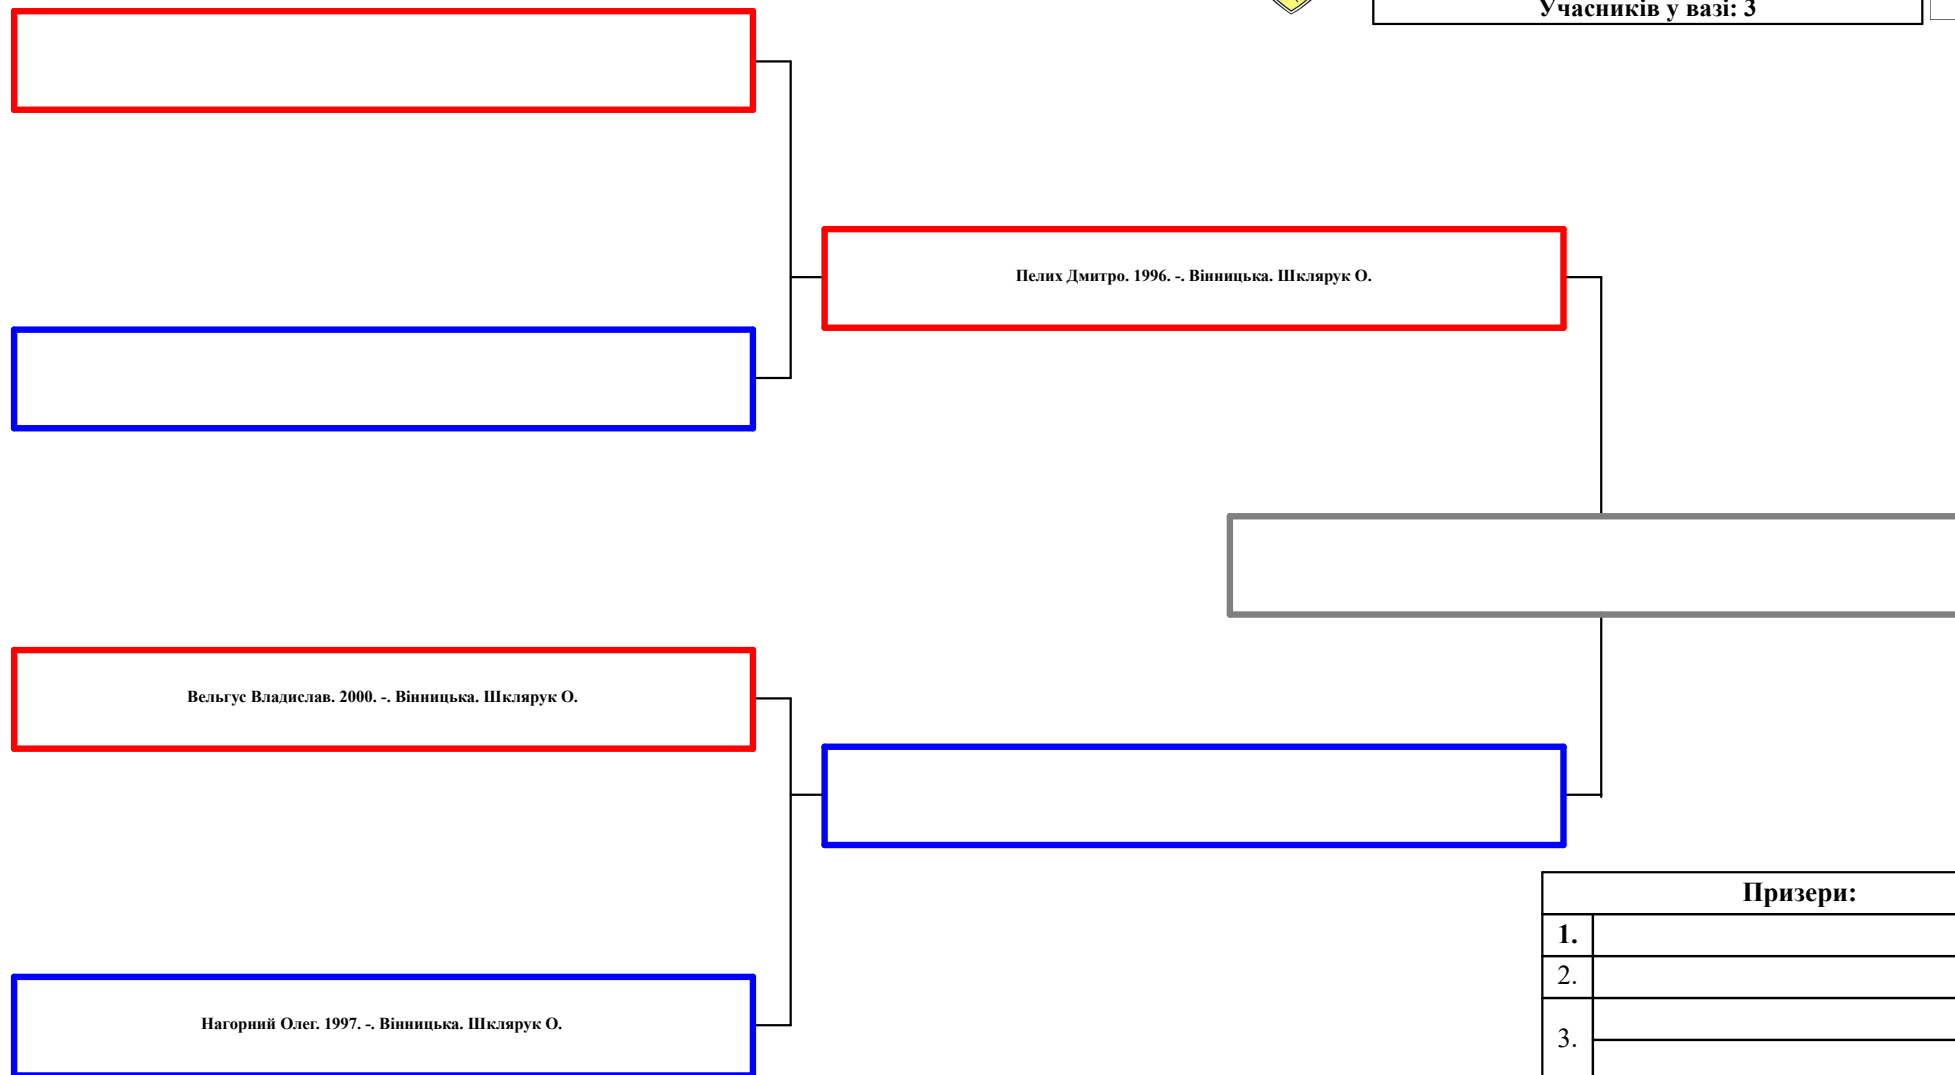 Учасників у вазі: 3
Пелих Дмитро. 1996. -. Вінницька. Шклярук О.
Вельгус Владислав. 2000. -. Вінницька. Шклярук О.
Нагорний Олег. 1997. -. Вінницька. Шклярук О.
Призери:
1.
2.
3.